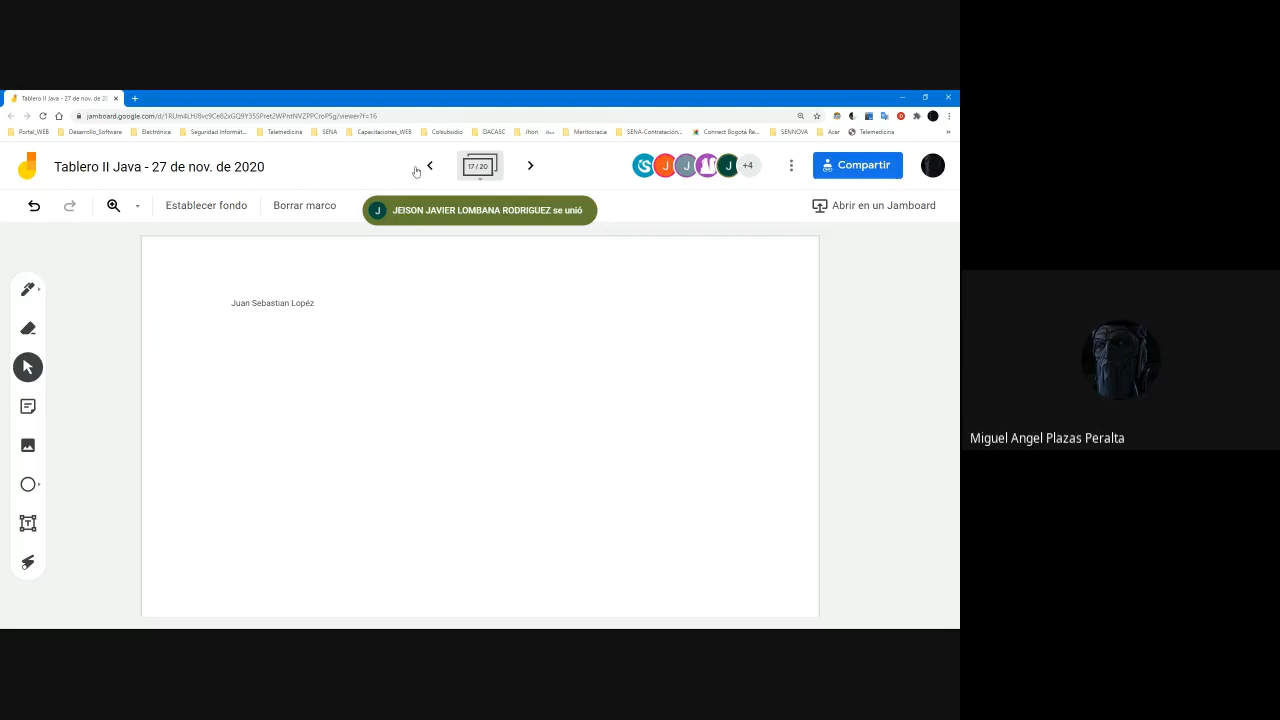 Tablero II Java - 27 de nov. de 20
jamboard.google.com/d/1RUm4LHJ8vc9Ce82xGQ9Y35SPret2WPntNVZPPCroP5g/viewer?f=16
Portal_WEB
Desarrollo_Software
Electrónica
Seguridad Informát...
Telemedicina
SENA
Capacitaciones_WEB
Colsubsidio
DACASC
Jhon
Meritocracia
SENA-Contratación...
Connect Bogotá Re...
SENNOVA
Acer
Telemedicina
»
Tablero II Java - 27 de nov. de 2020
17 / 20
J
J
J
+4
Compartir
Establecer fondo
Borrar marco
J
JEISON JAVIER LOMBANA RODRIGUEZ se unió
Abrir en un Jamboard
Juan Sebastian Lopéz
T
Miguel Angel Plazas Peralta